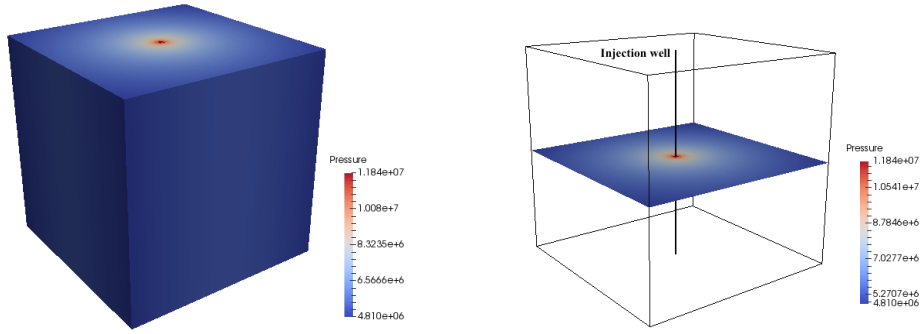 Pressure
1.184e+07
1.008e+7
8.3235e+6
6.5666e+6
4.810e+06
Injection well
Pressure
1.184e+07
1.0541e+7
8.7846e+6
7.0277e+6
5.2707e+6
4.810e+06